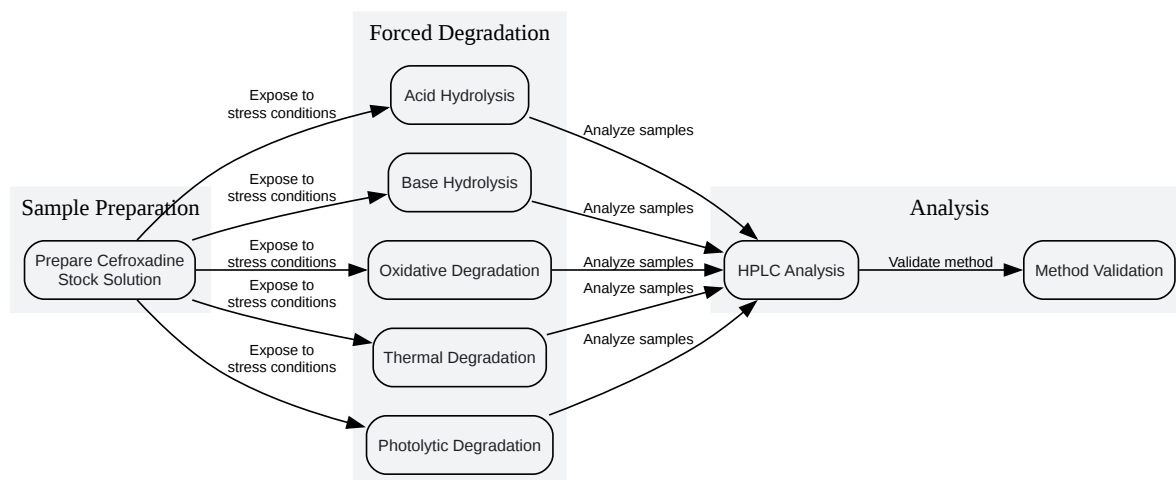 Forced Degradation
Expose to
stress conditions
Acid Hydrolysis
Analyze samples
Expose to
stress conditions
Base Hydrolysis
Analyze samples
Sample Preparation
Analysis
Prepare Cefroxadine
Stock Solution
Expose to
stress conditions
Oxidative Degradation
Analyze samples
HPLC Analysis
Validate method
Method Validation
Expose to
stress conditions
Analyze samples
Thermal Degradation
Expose to
stress conditions
Analyze samples
Photolytic Degradation